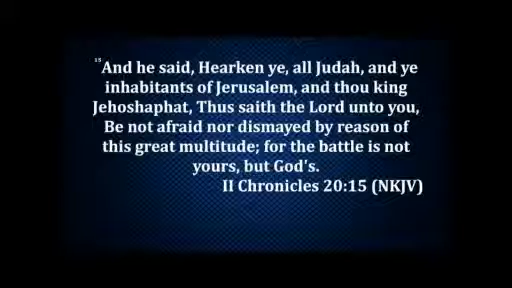 15And he said, Hearken ye, all Judah, and ye
inhabitants of Jerusalem, and thou king
Jehoshaphat, Thus saith the Lord unto you,
Be not afraid nor dismayed by reason of
this great multitude; for the battle is not
yours, but God's.
II Chronicles 20:15 (NKJV)